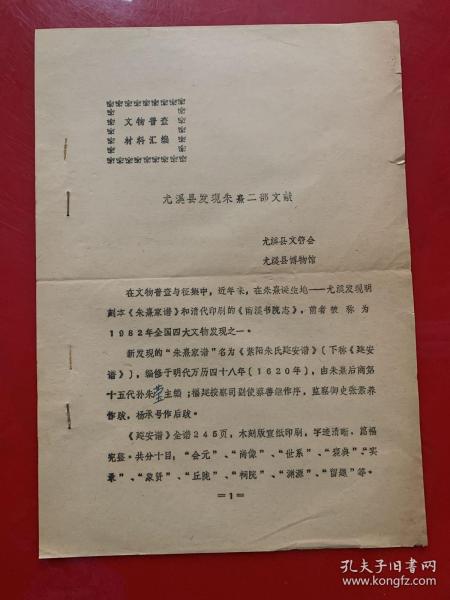 文物普查
材料汇编
尤溪县发现朱熹二部文献
尤溪县文管会
尤溪县博物馆
在文物普查与征集中，近年来，在朱熹诞生地——尤溪发现明
刻本《朱熹家谱》和清代印刷的《南溪书院志》，前者被称为
1982年全国四大文物发现之一。
新发现的“朱熹家谱”名为《紫阳朱氏延安谱》（下称《延安
谱》），编修于明代万历四十八年（1620年），由朱熹后裔第
十五代孙朱莹主编；福延按察司副使蔡善继作序，监察御史张养
作跋，杨承号作后跋。
《延安谱》全谱245页，木刻版宣纸印刷，字迹清晰，篇幅
完整。共分十目：“会元”、“尚像”、“世系”、“褒典”、“实
录”、“象贤”、“丘陇”、“祠院”、“渊源”、“留题”等。
=1=
孔夫子旧书网
www.kongfz.com